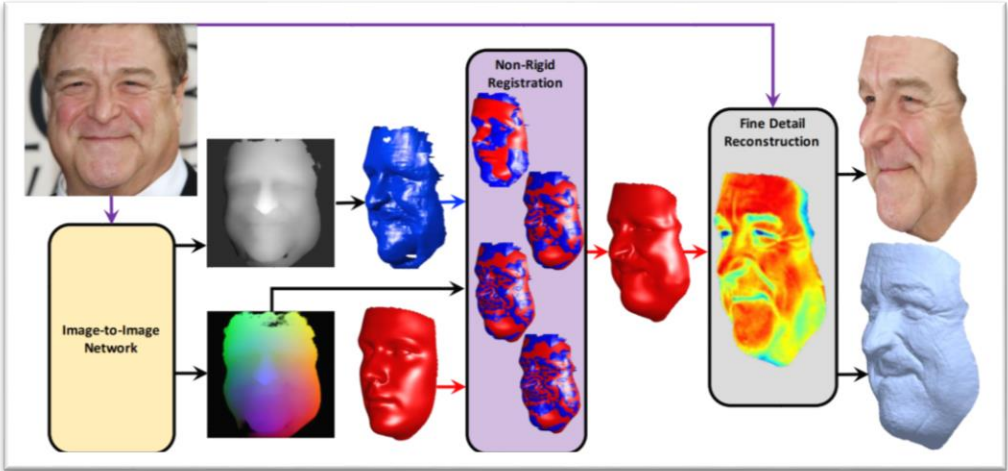 Non-Rigid
Registration
Fine Detail
Reconstruction
Image-to-Image
Network